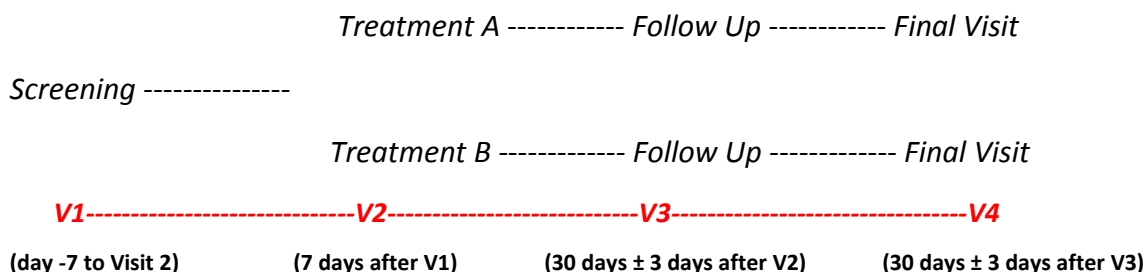 Treatment A ------------ Follow Up ------------ Final Visit
Screening ---------------
Treatment B ------------- Follow Up ------------- Final Visit
V1------------------------------V2----------------------------V3---------------------------------V4
(day -7 to Visit 2) (7 days after V1) (30 days ± 3 days after V2) (30 days ± 3 days after V3)